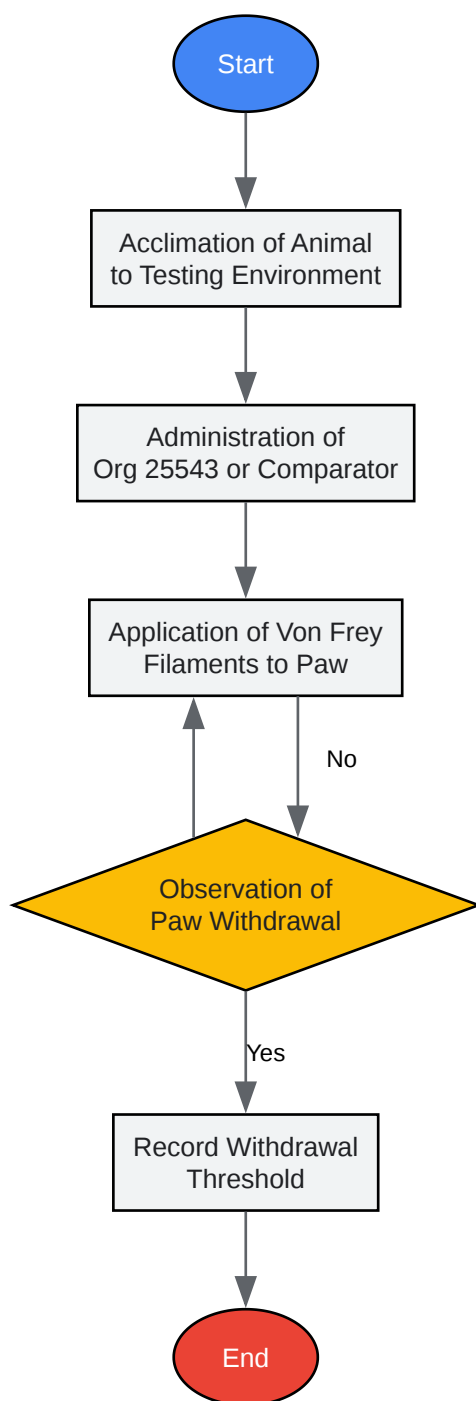 Start
Acclimation of Animal
to Testing Environment
Administration of
Org 25543 or Comparator
Application of Von Frey
Filaments to Paw
No
Observation of
Paw Withdrawal
Yes
Record Withdrawal
Threshold
End